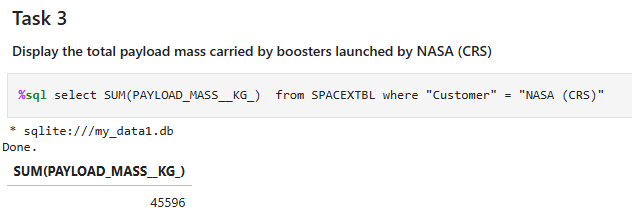 Task 3
Display the total payload mass carried by boosters launched by NASA (CRS)
%sql select SUM(PAYLOAD_MASS__KG_)  from SPACEXTBL where "Customer" = "NASA (CRS)"
* sqlite:///my_data1.db
Done.
SUM(PAYLOAD_MASS__KG_)
45596